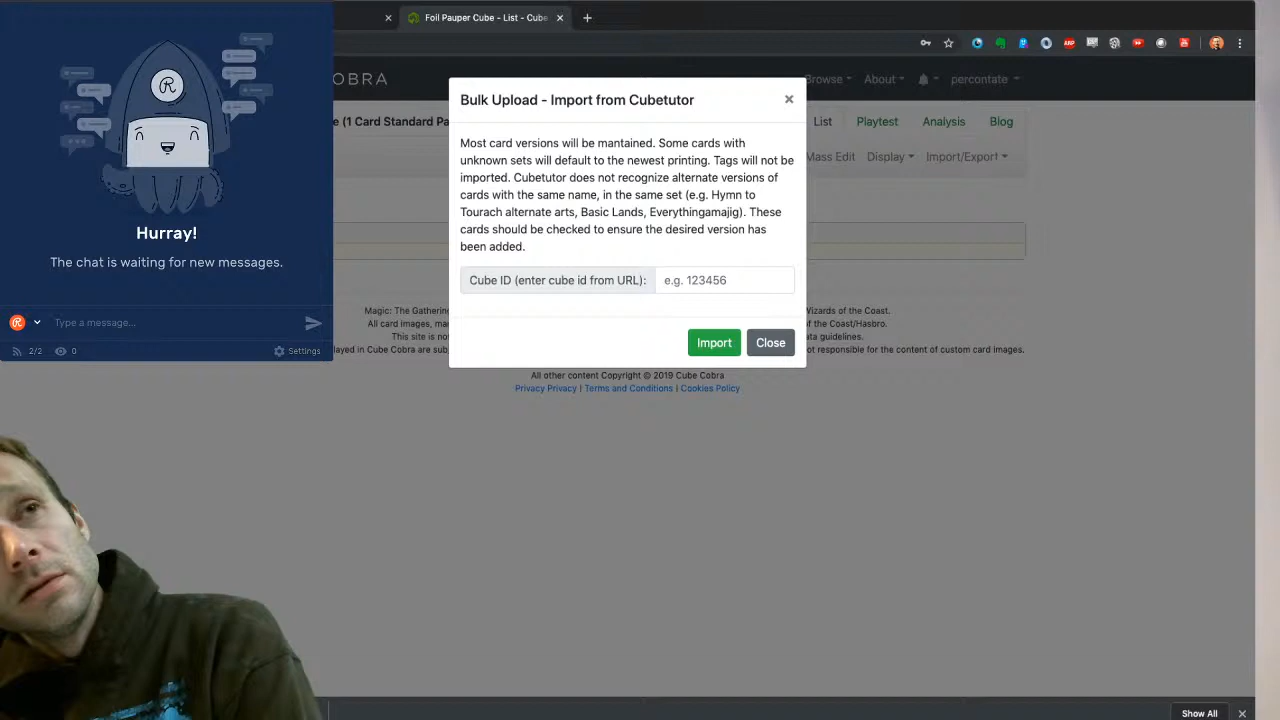 Foil Pauper Cube - List - Cube
COBRA
Browse
About
percontate
e (1 Card Standard Pa
List
Playtest
Analysis
Blog
Mass Edit
Display
Import/Export
Bulk Upload - Import from Cubetutor
Most card versions will be mantained. Some cards with
unknown sets will default to the newest printing. Tags will not be
imported. Cubetutor does not recognize alternate versions of
cards with the same name, in the same set (e.g. Hymn to
Tourach alternate arts, Basic Lands, Everythingamajig). These
cards should be checked to ensure the desired version has
been added.
Cube ID (enter cube id from URL):
e.g. 123456
Import
Close
Hurray!
The chat is waiting for new messages.
Type a message...
2/2
0
Settings
Magic: The Gatherin
Wizards of the Coast.
All card images, ma
of the Coast/Hasbro.
This site is no
ata guidelines.
ayed in Cube Cobra are sub
ot responsible for the content of custom card images.
All other content Copyright © 2019 Cube Cobra
Privacy Privacy | Terms and Conditions | Cookies Policy
Show All